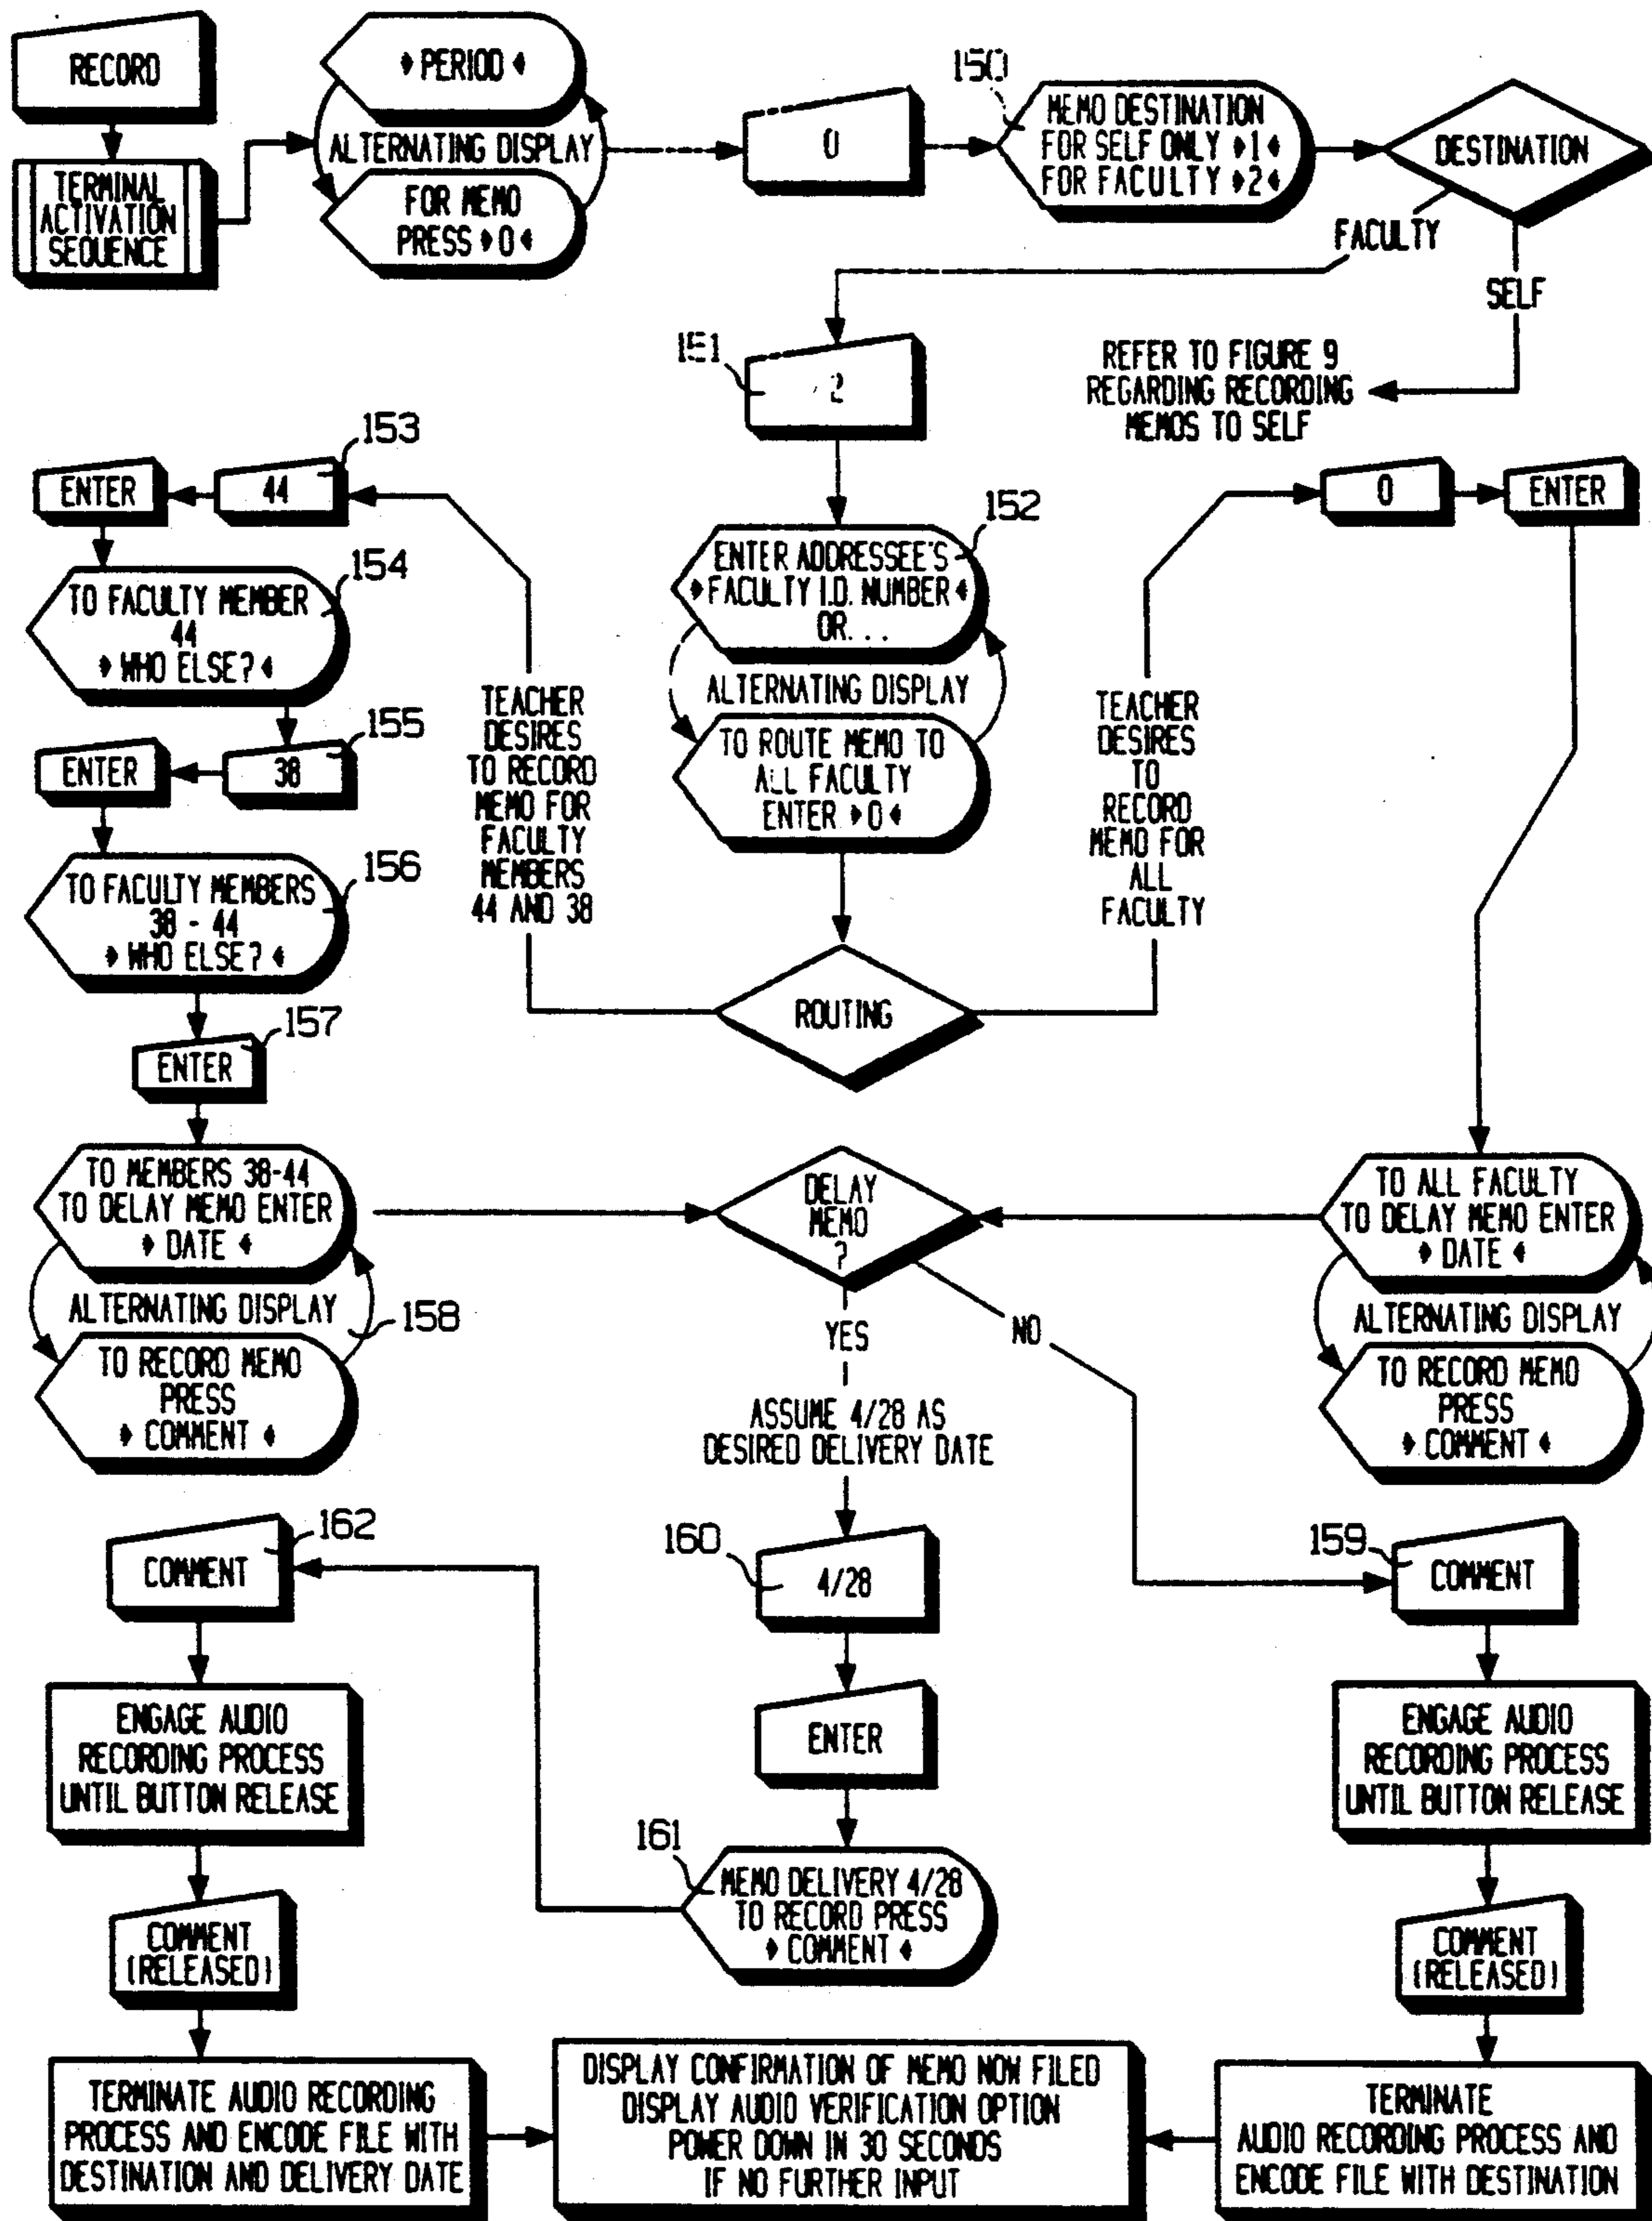 RECORD
TERMINAL
ACTIVATION
SEQUENCE
♦ PERIOD ♦
ALTERNATING DISPLAY
FOR MEMO
PRESS ♦ 0 ♦
0
150
MEMO DESTINATION
FOR SELF ONLY ♦1♦
FOR FACULTY ♦2♦
DESTINATION
FACULTY
SELF
REFER TO FIGURE 9
REGARDING RECORDING
MEMOS TO SELF
151
2
153
44
ENTER
154
TO FACULTY MEMBER
44
♦ WHO ELSE? ♦
155
38
ENTER
156
TO FACULTY MEMBERS
38 - 44
♦ WHO ELSE? ♦
157
ENTER
TEACHER
DESIRES
TO RECORD
MEMO FOR
FACULTY
MEMBERS
44 AND 38
152
ENTER ADDRESSEE'S
♦ FACULTY I.D. NUMBER ♦
OR...
ALTERNATING DISPLAY
TO ROUTE MEMO TO
ALL FACULTY
ENTER ♦ 0 ♦
ROUTING
TEACHER
DESIRES
TO
RECORD
MEMO FOR
ALL
FACULTY
0
ENTER
TO MEMBERS 38-44
TO DELAY MEMO ENTER
♦ DATE ♦
ALTERNATING DISPLAY
158
TO RECORD MEMO
PRESS
♦ COMMENT ♦
DELAY
MEMO
?
YES
NO
ASSUME 4/28 AS
DESIRED DELIVERY DATE
TO ALL FACULTY
TO DELAY MEMO ENTER
♦ DATE ♦
ALTERNATING DISPLAY
TO RECORD MEMO
PRESS
♦ COMMENT ♦
160
4/28
ENTER
161
MEMO DELIVERY 4/28
TO RECORD PRESS
♦ COMMENT ♦
162
COMMENT
ENGAGE AUDIO
RECORDING PROCESS
UNTIL BUTTON RELEASE
COMMENT
(RELEASED)
TERMINATE AUDIO RECORDING
PROCESS AND ENCODE FILE WITH
DESTINATION AND DELIVERY DATE
159
COMMENT
ENGAGE AUDIO
RECORDING PROCESS
UNTIL BUTTON RELEASE
COMMENT
(RELEASED)
TERMINATE
AUDIO RECORDING PROCESS AND
ENCODE FILE WITH DESTINATION
DISPLAY CONFIRMATION OF MEMO NOW FILED
DISPLAY AUDIO VERIFICATION OPTION
POWER DOWN IN 30 SECONDS
IF NO FURTHER INPUT